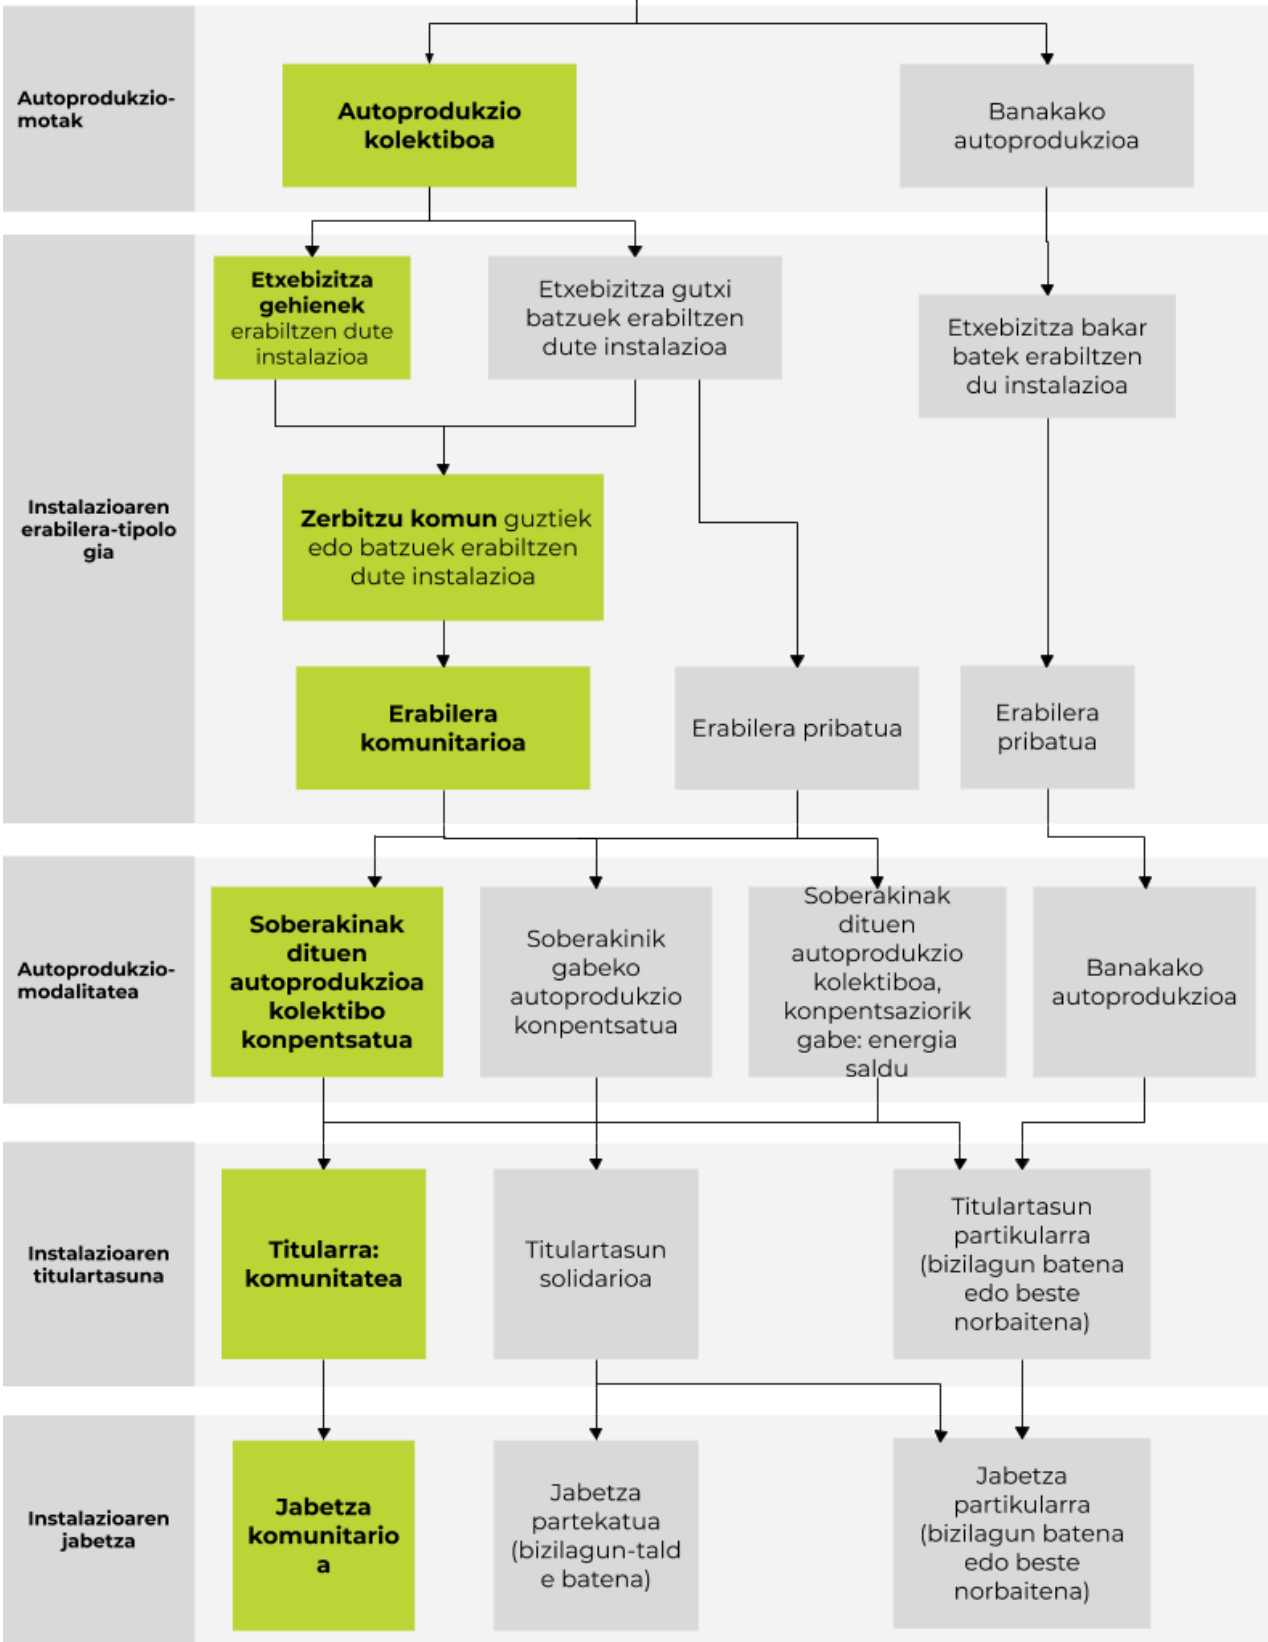 Autoprodukzio-
motak
Autoprodukzio
kolektiboa
Banakako
autoprodukzioa
Instalazioaren
erabilera-tipolo
gia
Etxebizitza
gehienek
erabiltzen dute
instalazioa
Etxebizitza gutxi
batzuek erabiltzen
dute instalazioa
Etxebizitza bakar
batek erabiltzen
du instalazioa
Zerbitzu komun guztiek
edo batzuek erabiltzen
dute instalazioa
Erabilera
komunitarioa
Erabilera pribatua
Erabilera
pribatua
Autoprodukzio-
modalitatea
Soberakinak
dituen
autoprodukzioa
kolektibo
konpentsatua
Soberakinik
gabeko
autoprodukzio
konpentsatua
Soberakinak
dituen
autoprodukzio
kolektiboa,
konpentsaziorik
gabe: energia
saldu
Banakako
autoprodukzioa
Instalazioaren
titulartasuna
Titularra:
komunitatea
Titulartasun
solidarioa
Titulartasun
partikularra
(bizilagun batena
edo beste
norbaitena)
Instalazioaren
jabetza
Jabetza
komunitario
a
Jabetza
partekatua
(bizilagun-tald
e batena)
Jabetza
partikularra
(bizilagun batena
edo beste
norbaitena)